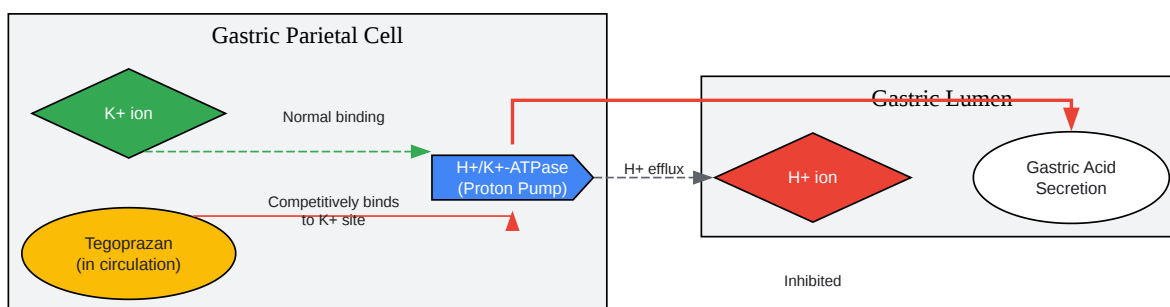 Gastric Parietal Cell
Gastric Lumen
K+ ion
Normal binding
H+/K+-ATPase
(Proton Pump)
H+ efflux
H+ ion
Gastric Acid
Secretion
Competitively binds
to K+ site
Tegoprazan
(in circulation)
Inhibited